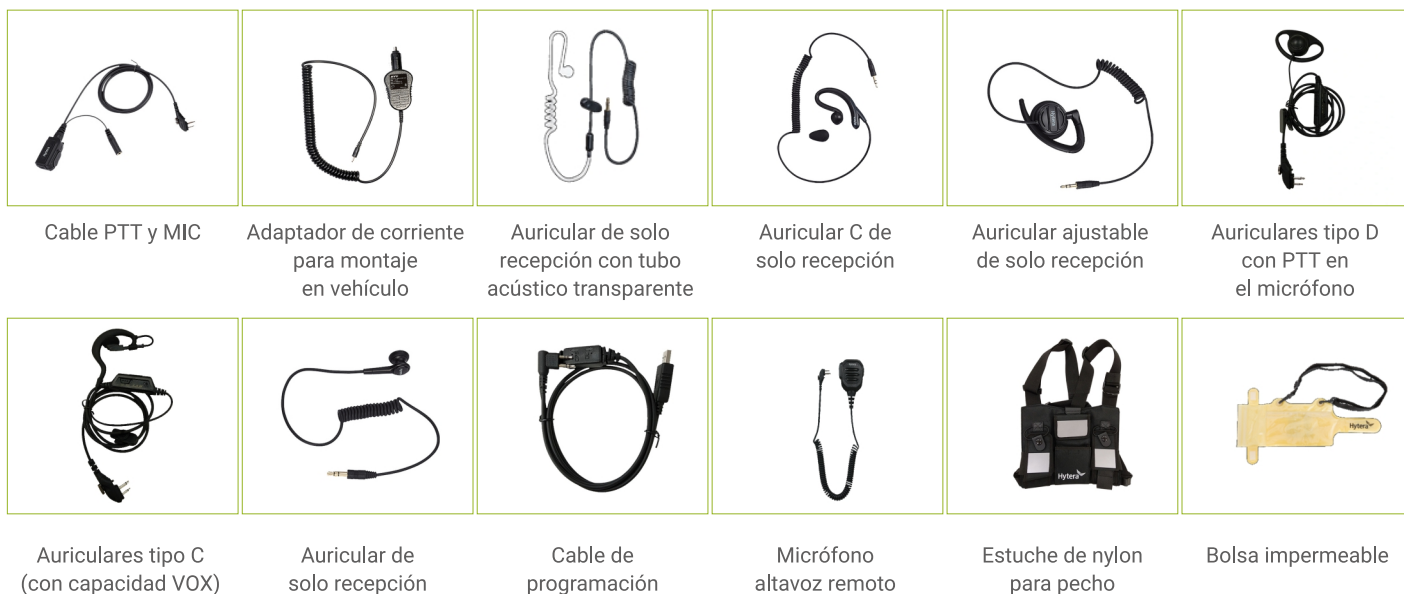 Cable PTT y MIC
Adaptador de corriente
para montaje
en vehículo
Auricular de solo
recepción con tubo
acústico transparente
Auricular C de
solo recepción
Auricular ajustable
de solo recepción
Auriculares tipo D
con PTT en
el micrófono
Hytera
Hytera
Auriculares tipo C
(con capacidad VOX)
Auricular de
solo recepción
Cable de
programación
Micrófono
altavoz remoto
Estuche de nylon
para pecho
Bolsa impermeable